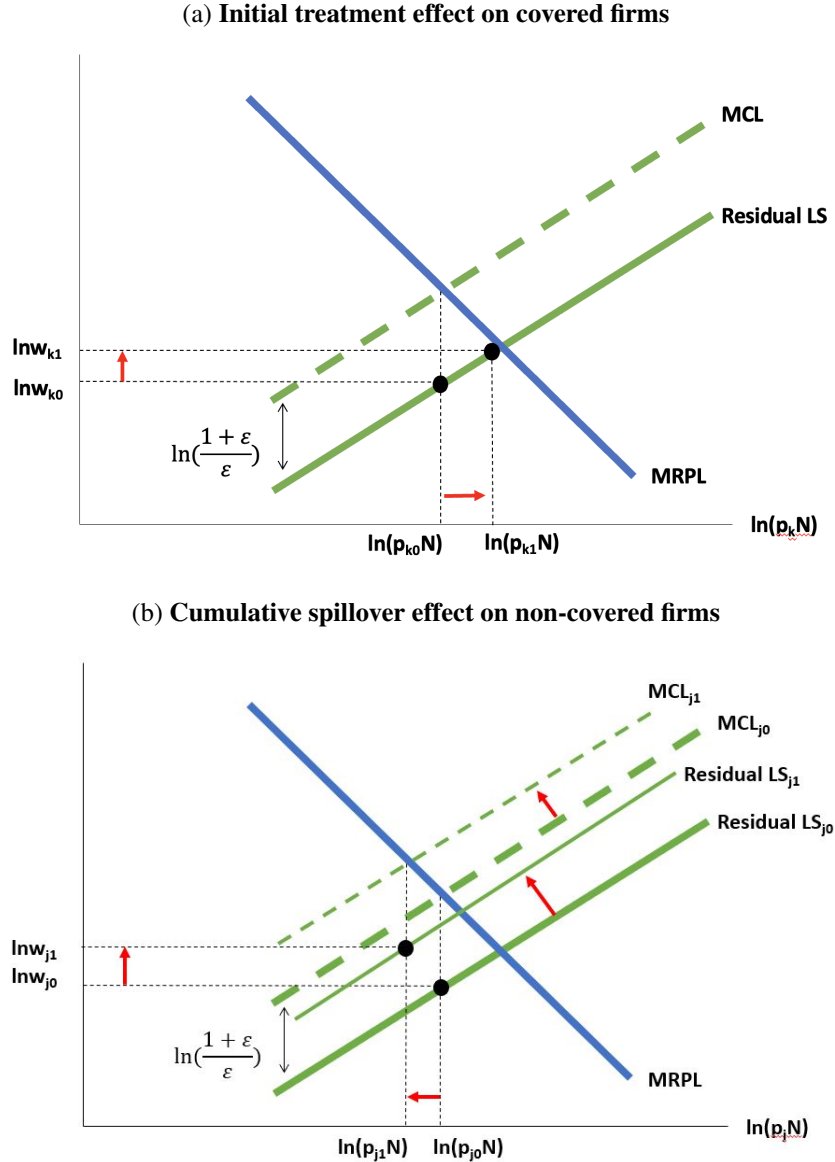 (a) Initial treatment effect on covered firms
MCL
Residual LS
lnw_k1
lnw_k0
ln(\frac{1 + ε}{ε})
MRPL
ln(p_k0N)
ln(p_k1N)
ln(p_kN)
(b) Cumulative spillover effect on non-covered firms
MCL_j1
MCL_j0
Residual LS_j1
Residual LS_j0
lnw_j1
lnw_j0
ln(\frac{1 + ε}{ε})
MRPL
ln(p_j1N)
ln(p_j0N)
ln(p_jN)